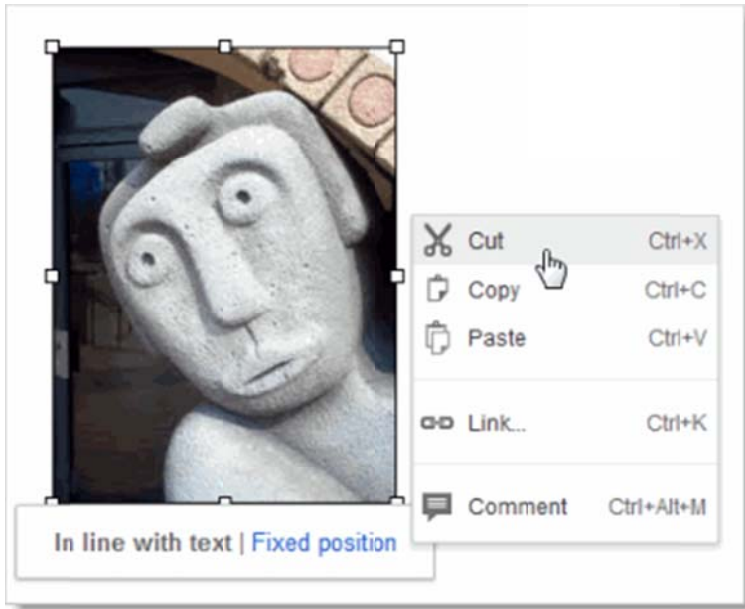 Cut Ctrl+X
Copy Ctrl+C
Paste Ctrl+V
Link... Ctrl+K
Comment Ctrl+Alt+M
In line with text | Fixed position